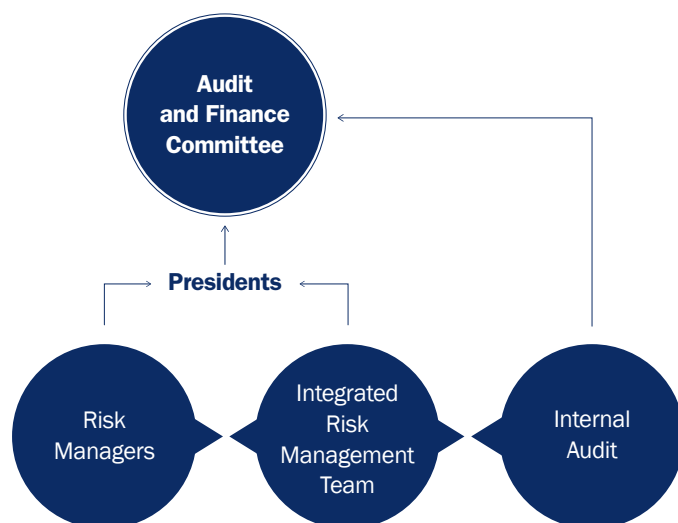 Audit
and Finance
Committee
Presidents
Risk
Managers
Integrated
Risk
Management
Team
Internal
Audit